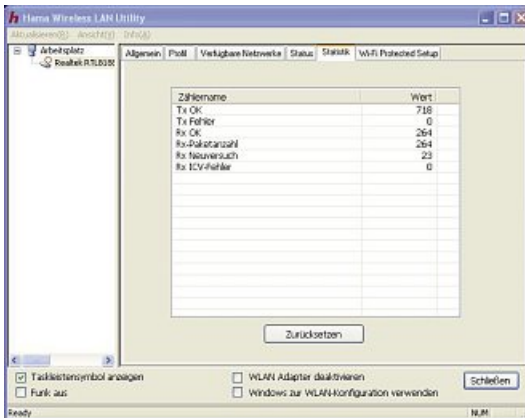 Hama Wireless LAN Utility
Aktualisieren(R) Ansicht(Y) Info(A)
Arbeitsplatz
Realtek RTL8188
Allgemein Profil Verfügbare Netzwerke Status Statistik Wi-Fi Protected Setup
Zählername Wert
Tx OK 718
Tx Fehler 0
Rx OK 264
Rx-Paketanzahl 264
Rx Neuversuch 23
Rx ICV-Fehler 0
Zurücksetzen
Taskleistensymbol anzeigen
WLAN Adapter deaktivieren
Schließen
Funk aus
Windows zur WLAN-Konfiguration verwenden
Ready NUM